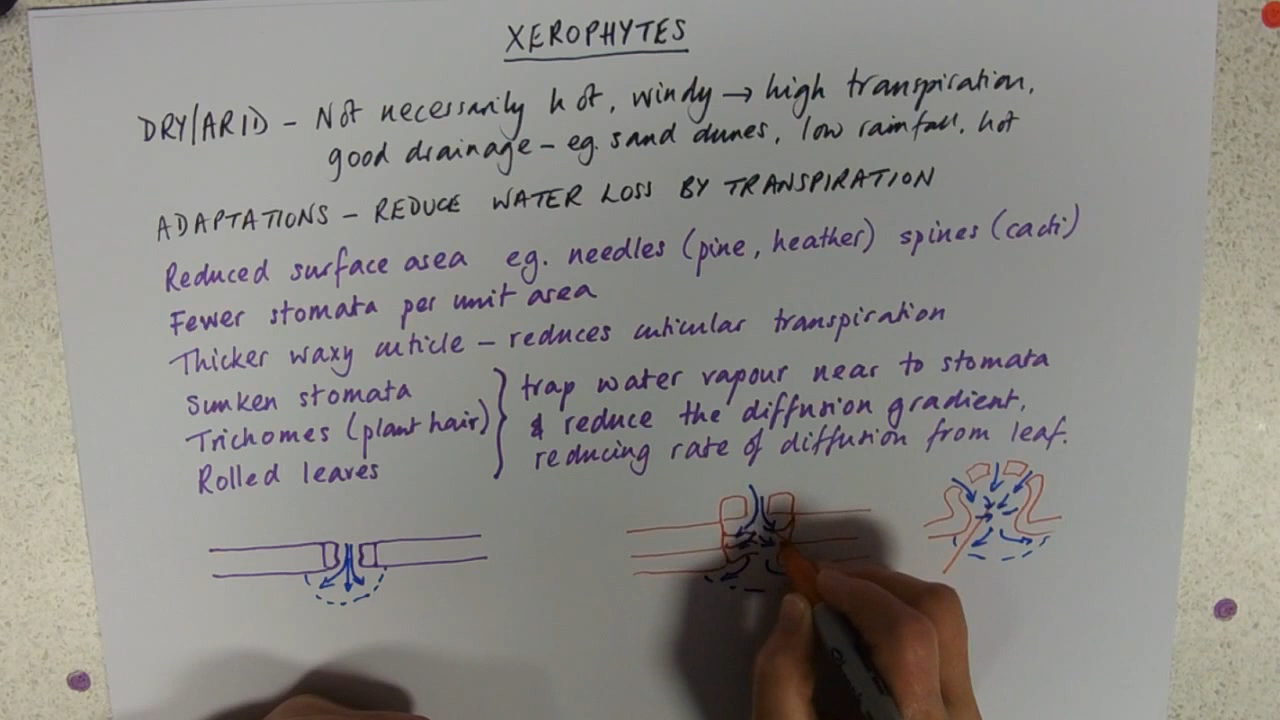 XEROPHYTES
DRY/ARID - Not necessarily hot, windy → high transpiration,
good drainage - eg. sand dunes, low rainfall, hot
ADAPTATIONS - REDUCE WATER LOSS BY TRANSPIRATION
Reduced surface area eg. needles (pine, heather) spines (cacti)
Fewer stomata per unit area
Thicker waxy cuticle - reduces cuticular transpiration
Sunken stomata } trap water vapour near to stomata
Trichomes (plant hair) } & reduce the diffusion gradient,
Rolled leaves } reducing rate of diffusion from leaf.